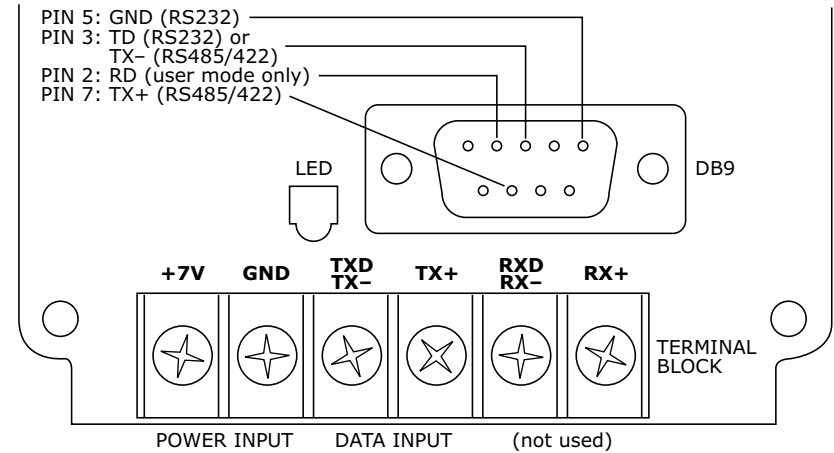 PIN 5: GND (RS232)
PIN 3: TD (RS232) or
TX– (RS485/422)
PIN 2: RD (user mode only)
PIN 7: TX+ (RS485/422)
LED
DB9
+7V GND TXD TX– TX+ RXD RX– RX+
TERMINAL
BLOCK
POWER INPUT DATA INPUT (not used)